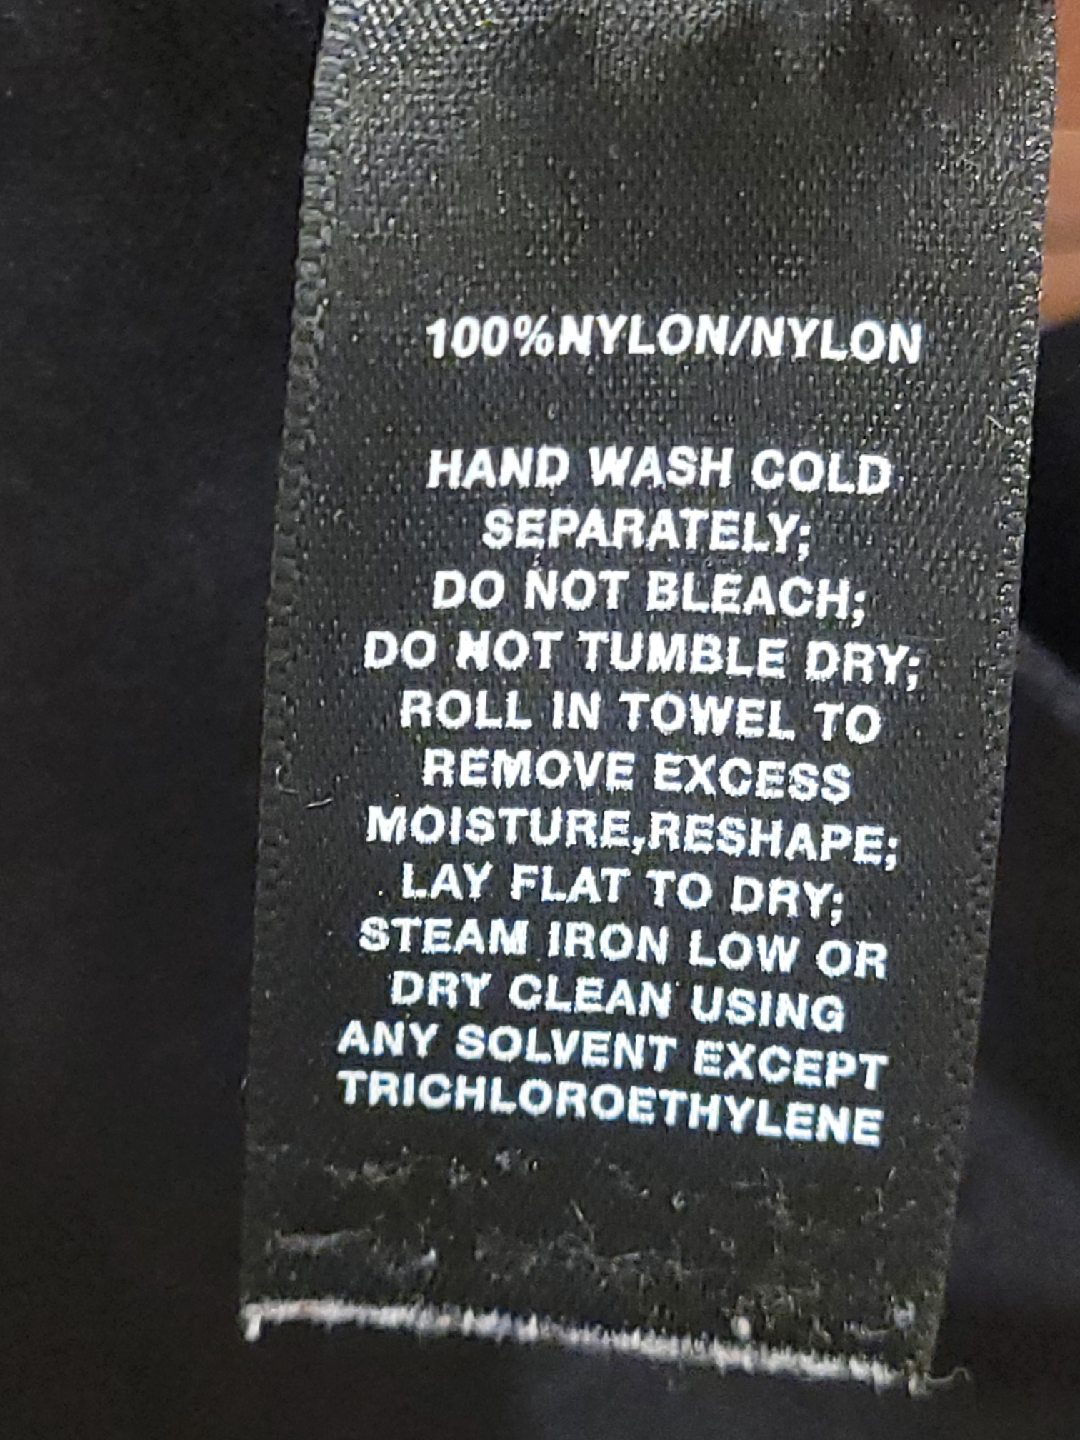 100%NYLON/NYLON
HAND WASH COLD
SEPARATELY;
DO NOT BLEACH;
DO NOT TUMBLE DRY;
ROLL IN TOWEL TO
REMOVE EXCESS
MOISTURE,RESHAPE;
LAY FLAT TO DRY;
STEAM IRON LOW OR
DRY CLEAN USING
ANY SOLVENT EXCEPT
TRICHLOROETHYLENE